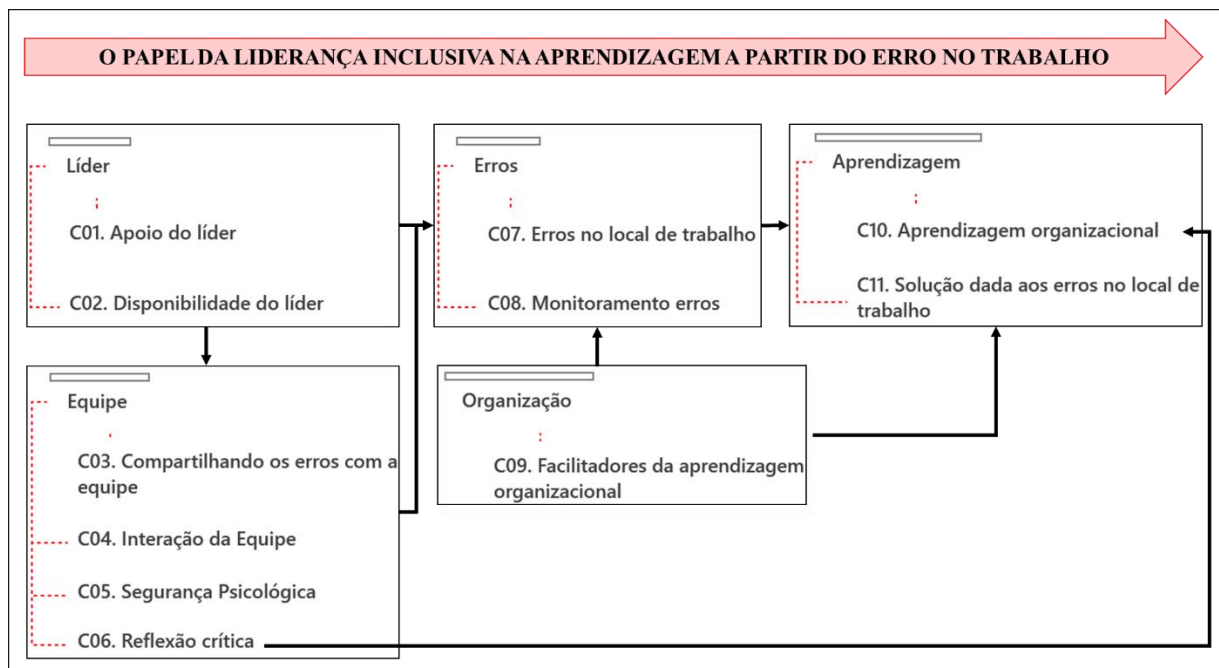 O PAPEL DA LIDERANÇA INCLUSIVA NA APRENDIZAGEM A PARTIR DO ERRO NO TRABALHO
Líder
C01. Apoio do líder
C02. Disponibilidade do líder
Equipe
C03. Compartilhando os erros com a
equipe
C04. Interação da Equipe
C05. Segurança Psicológica
C06. Reflexão crítica
Erros
C07. Erros no local de trabalho
C08. Monitoramento erros
Organização
C09. Facilitadores da aprendizagem
organizacional
Aprendizagem
C10. Aprendizagem organizacional
C11. Solução dada aos erros no local de
trabalho